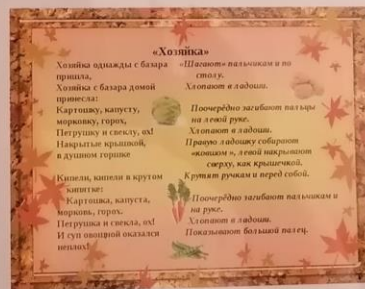 «Хозяйка»
Хозяйка однажды с базара пришла, «Шагают» пальчиками по столу.
Хозяйка с базара домой принесла: Хлопают в ладоши.
Картошку, капусту, морковку, горох, Поочерёдно загибают пальцы на левой руке.
Петрушку и свеклу, ох! Хлопают в ладоши.
Накрытые крышкой, в душном горшке Правую ладошку собирают "ковшом", левой накрывают сверху, как крышечкой.
Кипели, кипели в крутом кипятке: Крутят ручками и перед собой.
Картошка, капуста, морковь, горох. Поочерёдно загибают пальчиками и на руке.
Петрушка и свекла, ох! Хлопают в ладоши.
И суп овощной оказался неплох! Показывают большой палец.